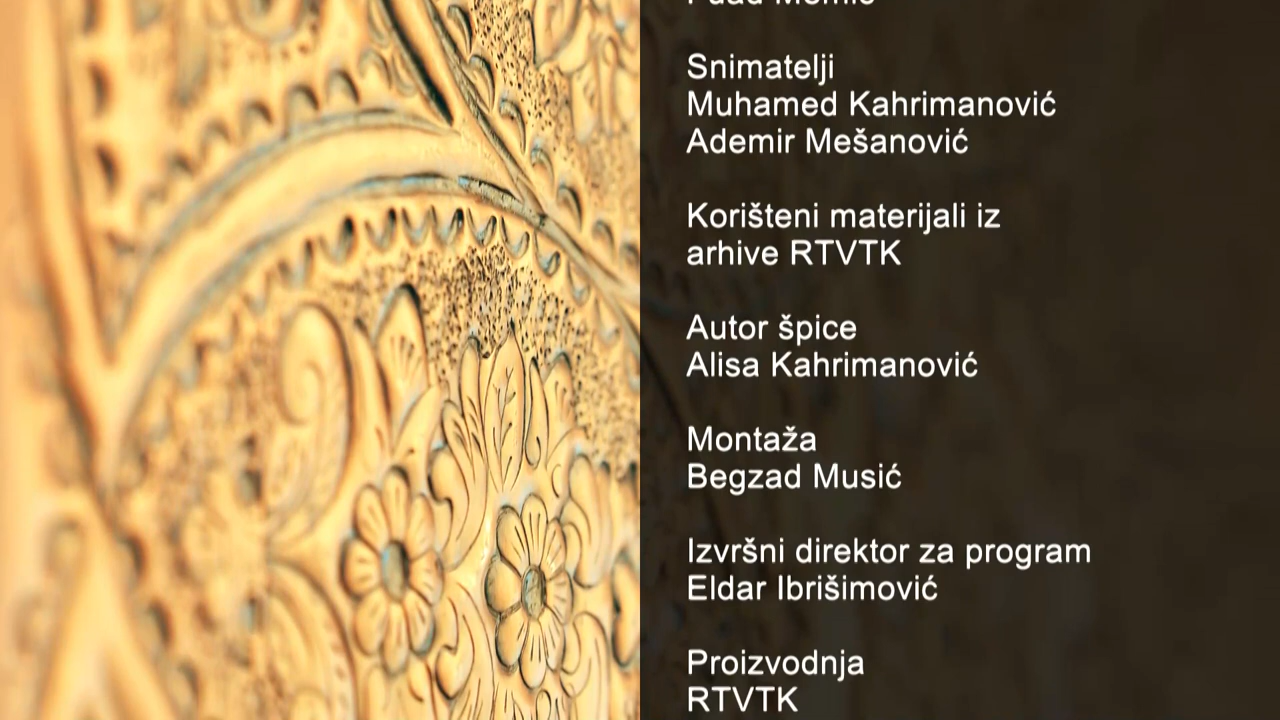 Snimatelji
Muhamed Kahrimanović
Ademir Mešanović
Korišteni materijali iz
arhive RTVTK
Autor špice
Alisa Kahrimanović
Montaža
Begzad Musić
Izvršni direktor za program
Eldar Ibrišimović
Proizvodnja
RTVTK